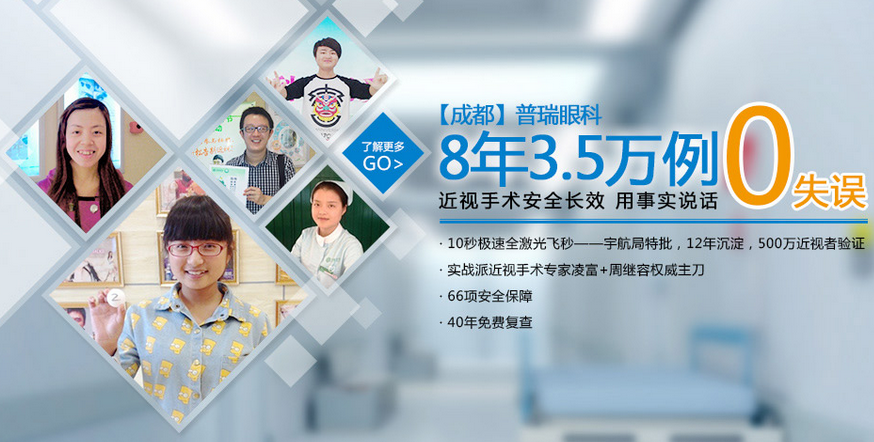 【成都】普瑞眼科
8年3.5万例0失误
近视手术安全长效 用事实说话
· 10秒极速全激光飞秒——宇航局特批，12年沉淀，500万近视者验证
· 实战派近视手术专家凌富+周继容权威主刀
· 66项安全保障
· 40年免费复查
了解更多
GO>